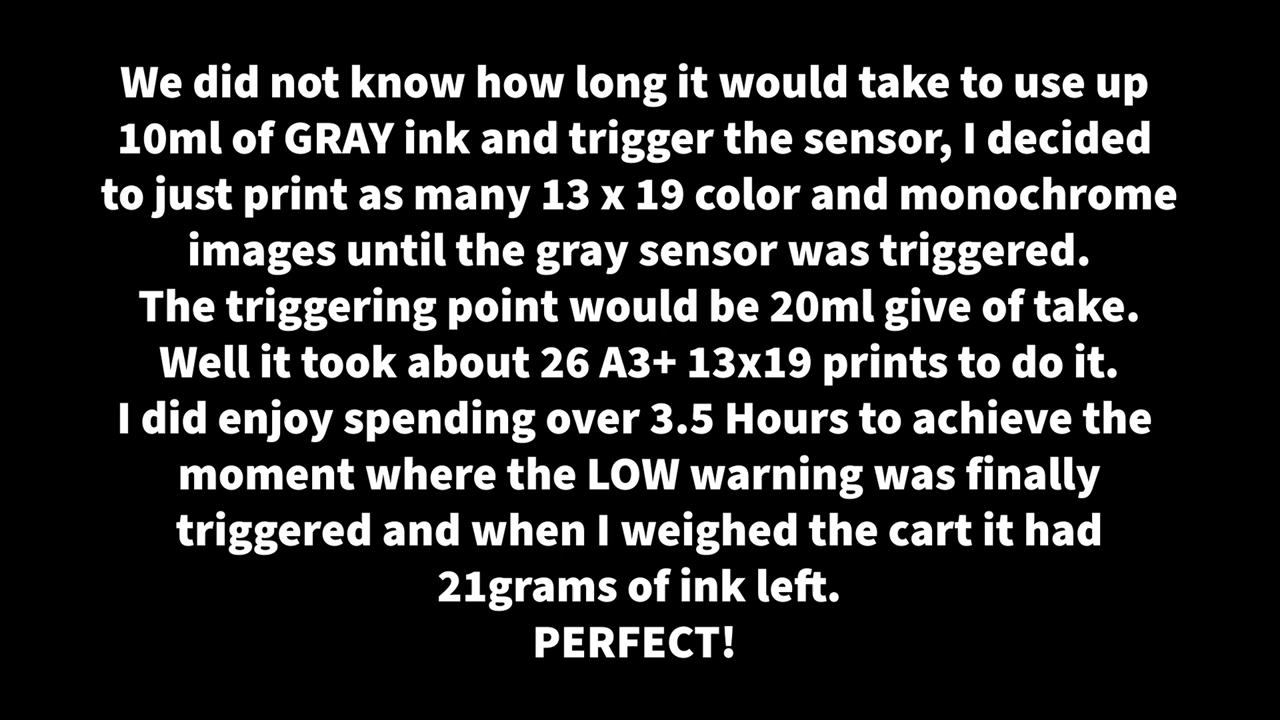 We did not know how long it would take to use up
10ml of GRAY ink and trigger the sensor, I decided
to just print as many 13 x 19 color and monochrome
images until the gray sensor was triggered.
The triggering point would be 20ml give of take.
Well it took about 26 A3+ 13x19 prints to do it.
I did enjoy spending over 3.5 Hours to achieve the
moment where the LOW warning was finally
triggered and when I weighed the cart it had
21grams of ink left.
PERFECT!